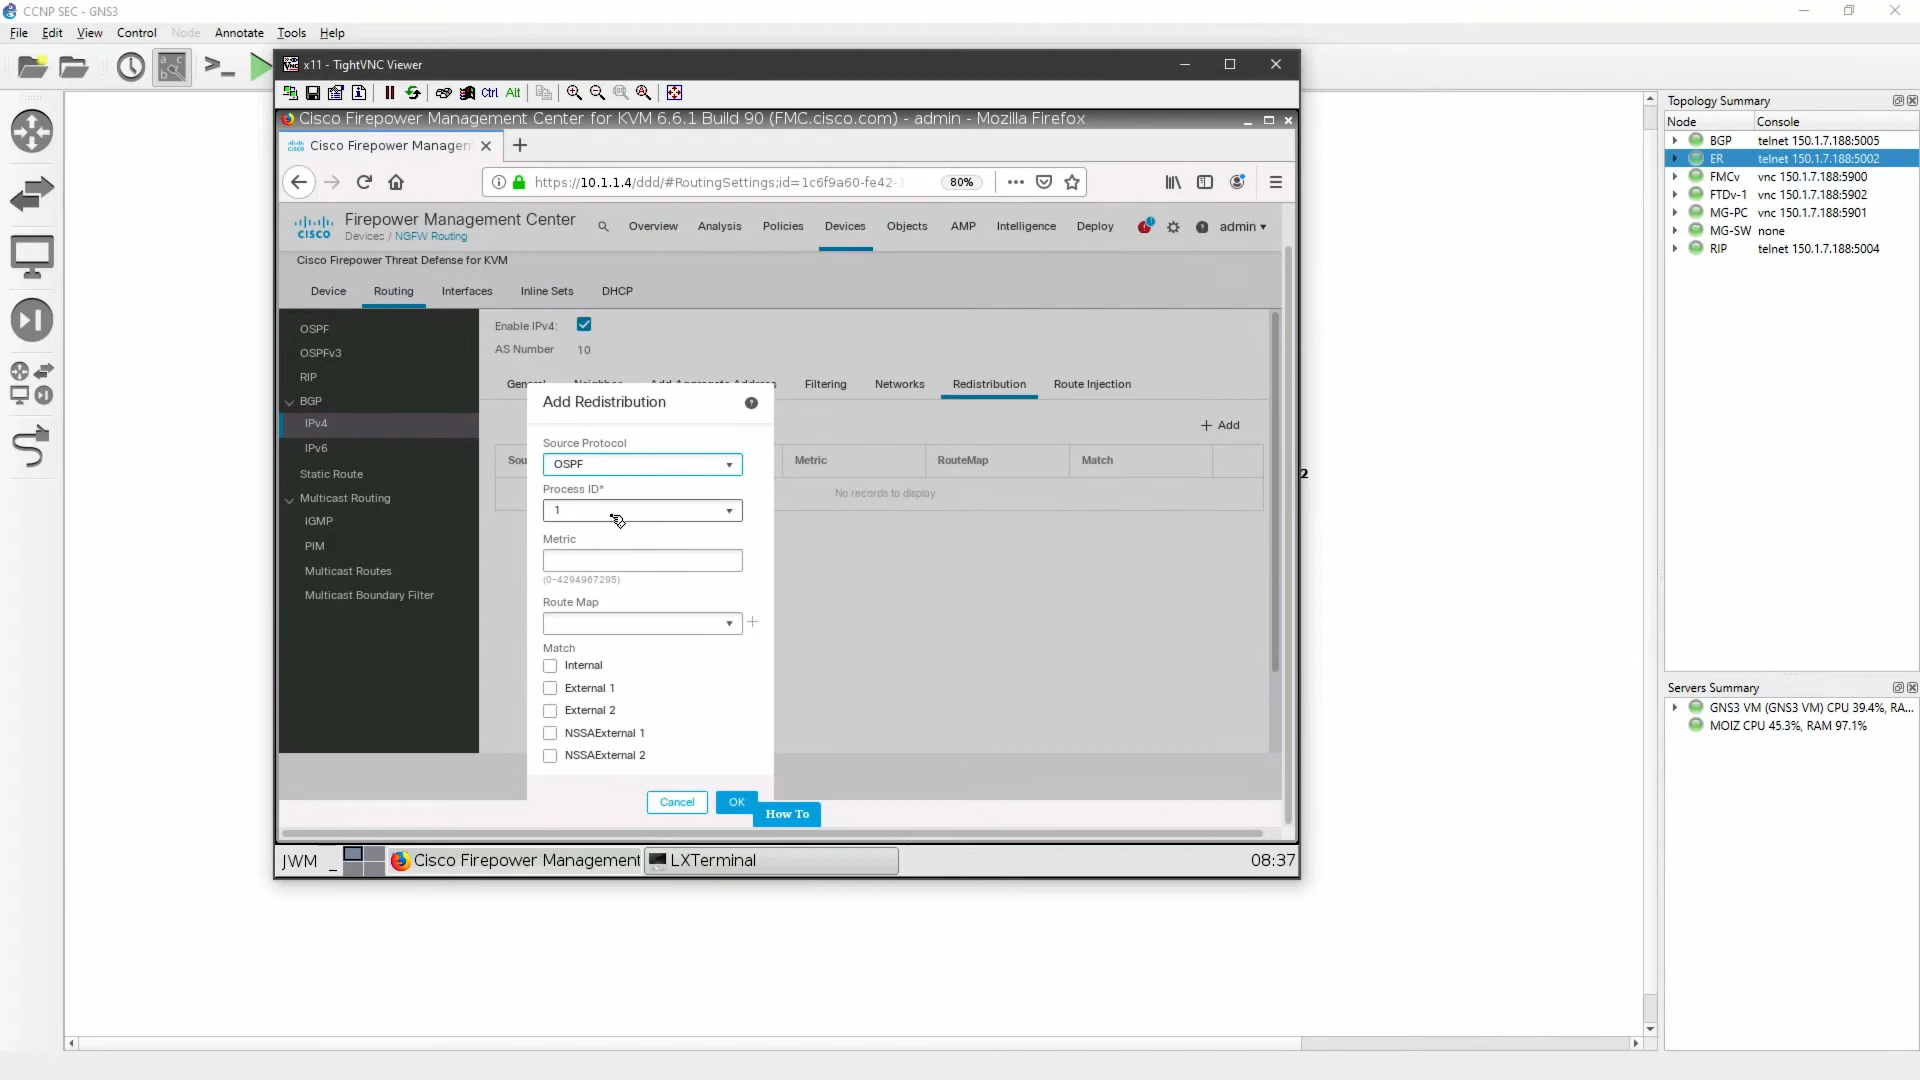 CCNP SEC - GNS3
File Edit View Control Node Annotate Tools Help
x11 - TightVNC Viewer
Ctrl Alt
Cisco Firepower Management Center for KVM 6.6.1 Build 90 (FMC.cisco.com) - admin - Mozilla Firefox
Cisco Firepower Managen
https://10.1.1.4/ddd/#RoutingSettings;id=1c6f9a60-fe42-1
80%
CISCO
Firepower Management Center
Devices / NGFW Routing
Overview Analysis Policies Devices Objects AMP Intelligence Deploy admin
Cisco Firepower Threat Defense for KVM
Device Routing Interfaces Inline Sets DHCP
OSPF
OSPFv3
RIP
BGP
IPv4
IPv6
Static Route
Multicast Routing
IGMP
PIM
Multicast Routes
Multicast Boundary Filter
Enable IPv4:
AS Number 10
General Neighbor Add Aggregate Address Filtering Networks Redistribution Route Injection
+ Add
Sou Metric RouteMap Match
No records to display
Add Redistribution
Source Protocol
OSPF
Process ID*
1
Metric
(0-4294967295)
Route Map
Match
Internal
External 1
External 2
NSSAExternal 1
NSSAExternal 2
Cancel OK
How To
JWM _ Cisco Firepower Management LXTerminal 08:37
2
Topology Summary
Node Console
BGP telnet 150.1.7.188:5005
ER telnet 150.1.7.188:5002
FMCv vnc 150.1.7.188:5900
FTDv-1 vnc 150.1.7.188:5902
MG-PC vnc 150.1.7.188:5901
MG-SW none
RIP telnet 150.1.7.188:5004
Servers Summary
GNS3 VM (GNS3 VM) CPU 39.4%, RA...
MOIZ CPU 45.3%, RAM 97.1%